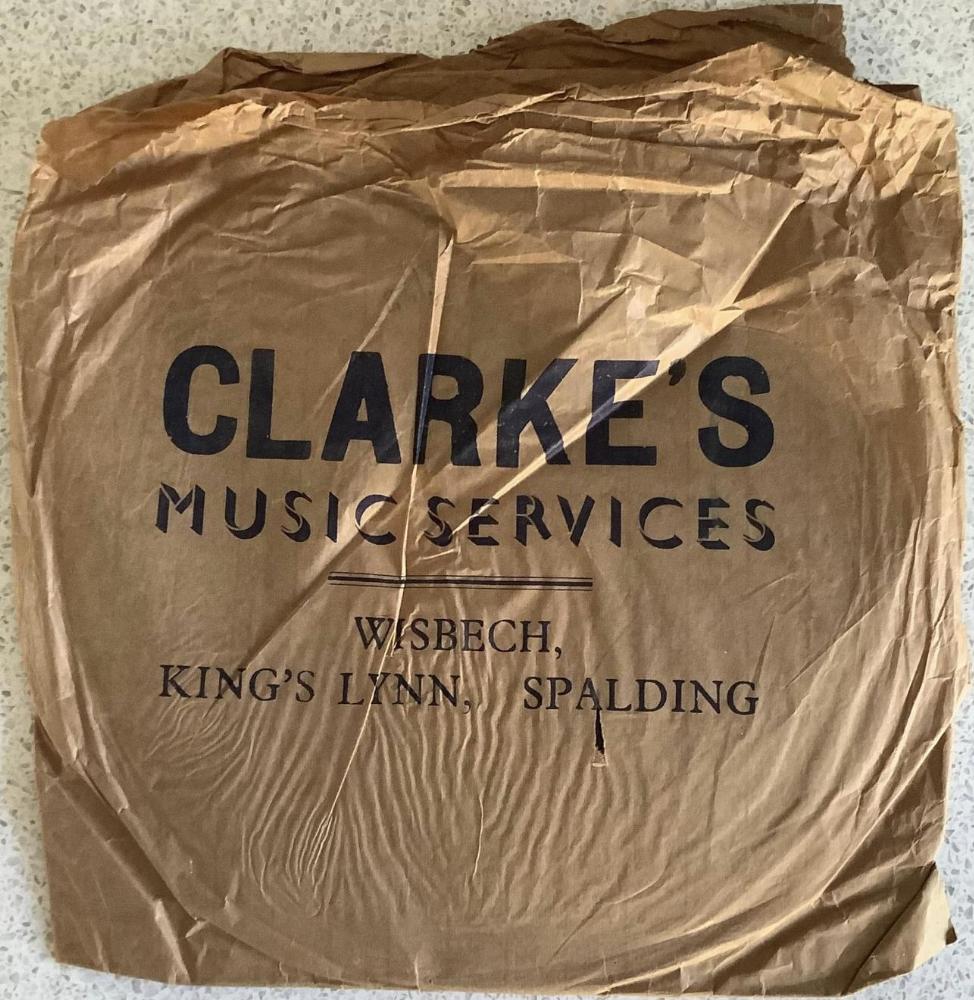 CLARKE'S
MUSIC SERVICES
WISBECH,
KING'S LYNN, SPALDING